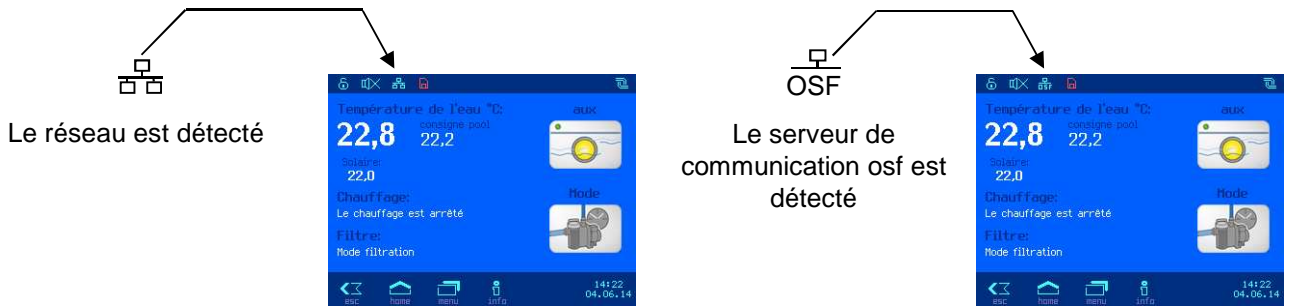 Le réseau est détecté
Température de l'eau °C:
aux
22,8
consigne pool
22,2
Solaire:
22,0
Chauffage:
Le chauffage est arrêté
Mode
Filtre:
Mode filtration
esc
home
menu
info
14:22
04.06.14
OSF
Le serveur de
communication osf est
détecté
OSF
Température de l'eau °C:
aux
22,8
consigne pool
22,2
Solaire:
22,0
Chauffage:
Le chauffage est arrêté
Mode
Filtre:
Mode filtration
esc
home
menu
info
14:22
04.06.14